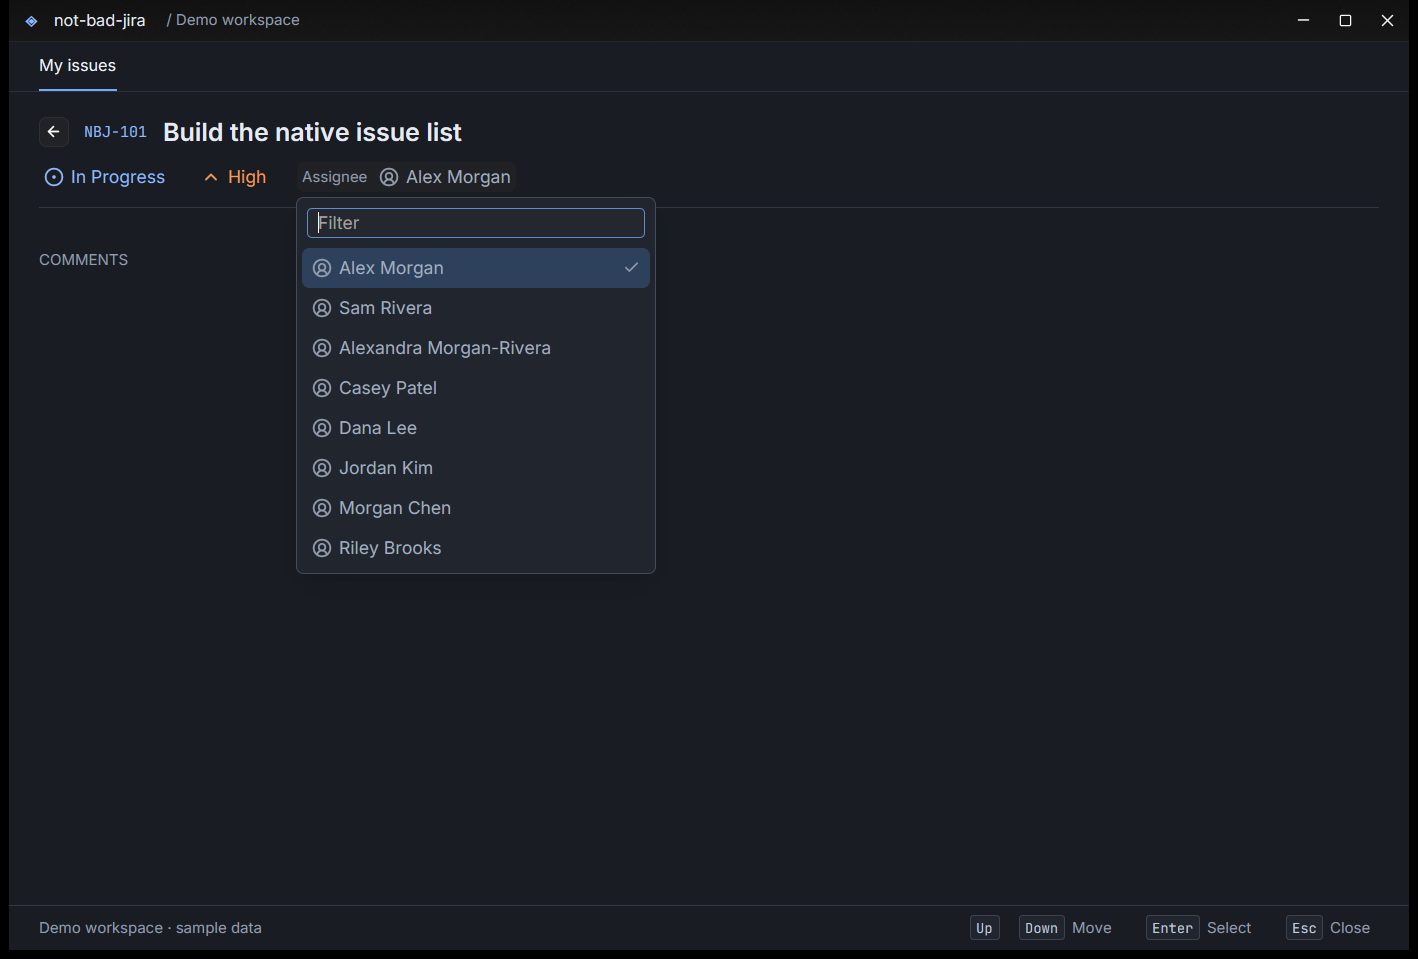 not-bad-jira / Demo workspace
My issues
NBJ-101 Build the native issue list
In Progress High Assignee Alex Morgan
Filter
COMMENTS
Alex Morgan
Sam Rivera
Alexandra Morgan-Rivera
Casey Patel
Dana Lee
Jordan Kim
Morgan Chen
Riley Brooks
Demo workspace · sample data Up Down Move Enter Select Esc Close